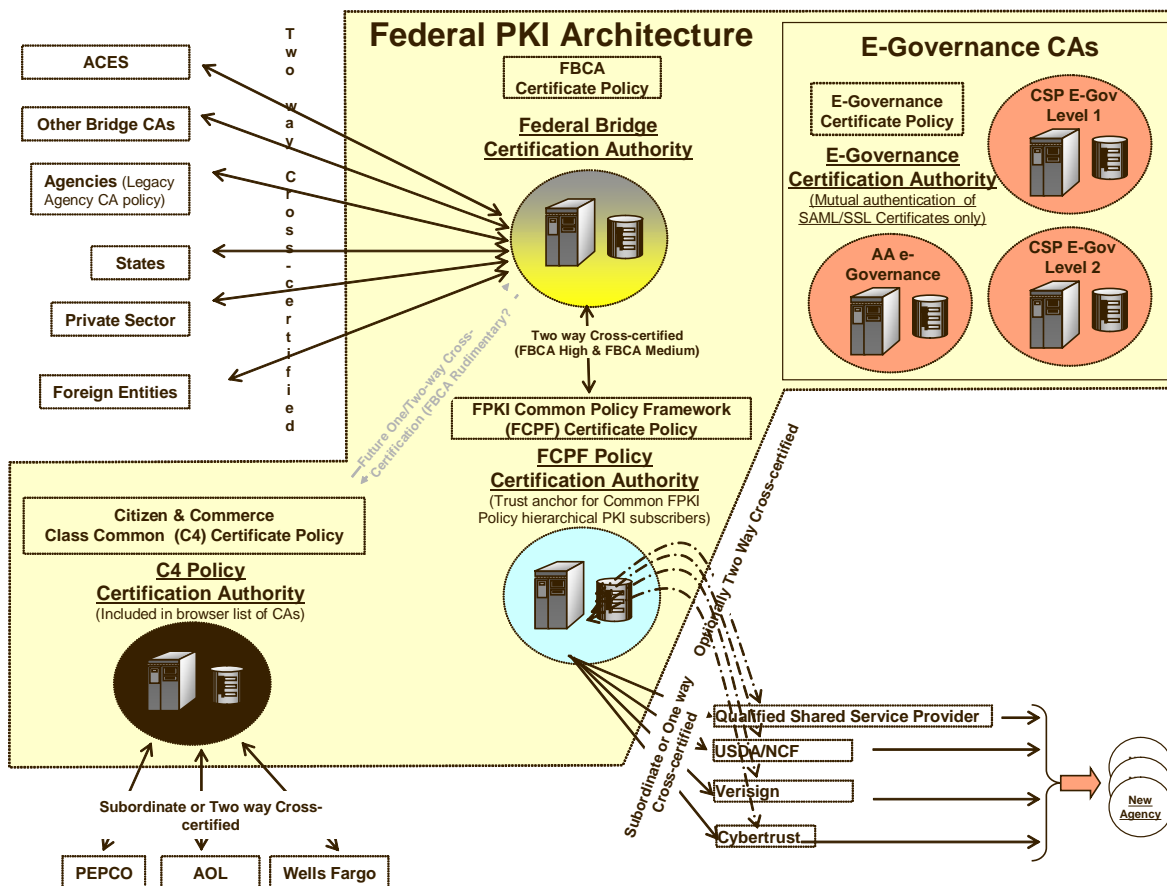 Federal PKI Architecture
FBCA
Certificate Policy
Federal Bridge
Certification Authority
ACES
Other Bridge CAs
Agencies (Legacy
Agency CA policy)
States
Private Sector
Foreign Entities
Two way Cross-certified
E-Governance CAs
E-Governance
Certificate Policy
E-Governance
Certification Authority
(Mutual authentication of
SAML/SSL Certificates only)
CSP E-Gov
Level 1
AA e-
Governance
CSP E-Gov
Level 2
Two way Cross-certified
(FBCA High & FBCA Medium)
Future One/Two-way Cross-
Certification (FBCA Rudimentary?
FPKI Common Policy Framework
(FCPF) Certificate Policy
FCPF Policy
Certification Authority
(Trust anchor for Common FPKI
Policy hierarchical PKI subscribers)
Citizen & Commerce
Class Common (C4) Certificate Policy
C4 Policy
Certification Authority
(Included in browser list of CAs)
Subordinate or Two way Cross-
certified
PEPCO
AOL
Wells Fargo
Optionally Two Way Cross-certified
Subordinate or One way
Cross-certified
Qualified Shared Service Provider
USDA/NCF
Verisign
Cybertrust
New
Agency